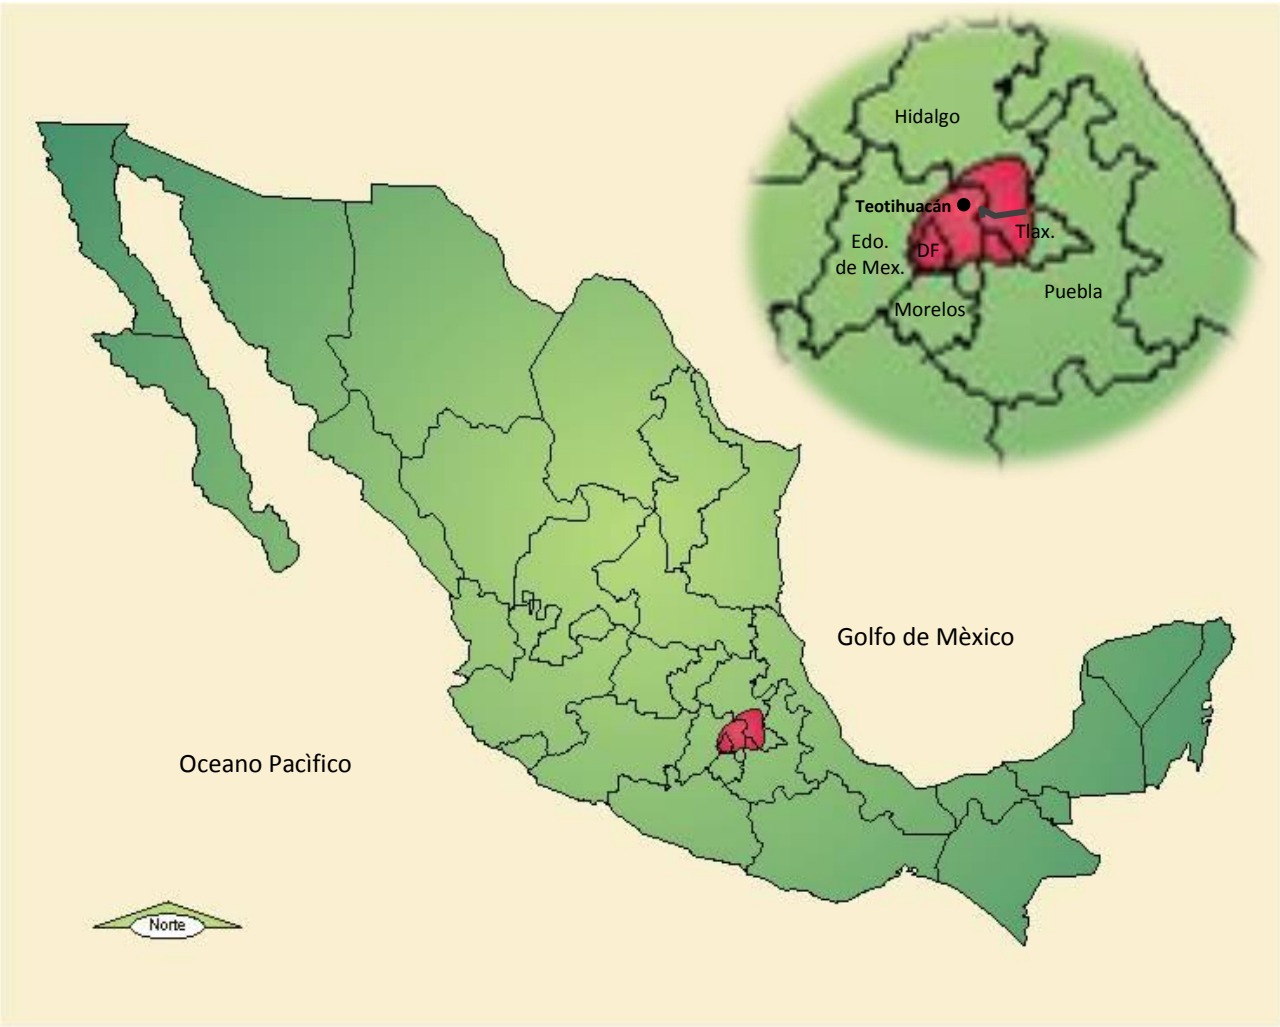 Hidalgo
Teotihuacán
Tlax.
Edo.
de Mex.
DF
Puebla
Morelos
Golfo de Mèxico
Oceano Pacìfico
Norte